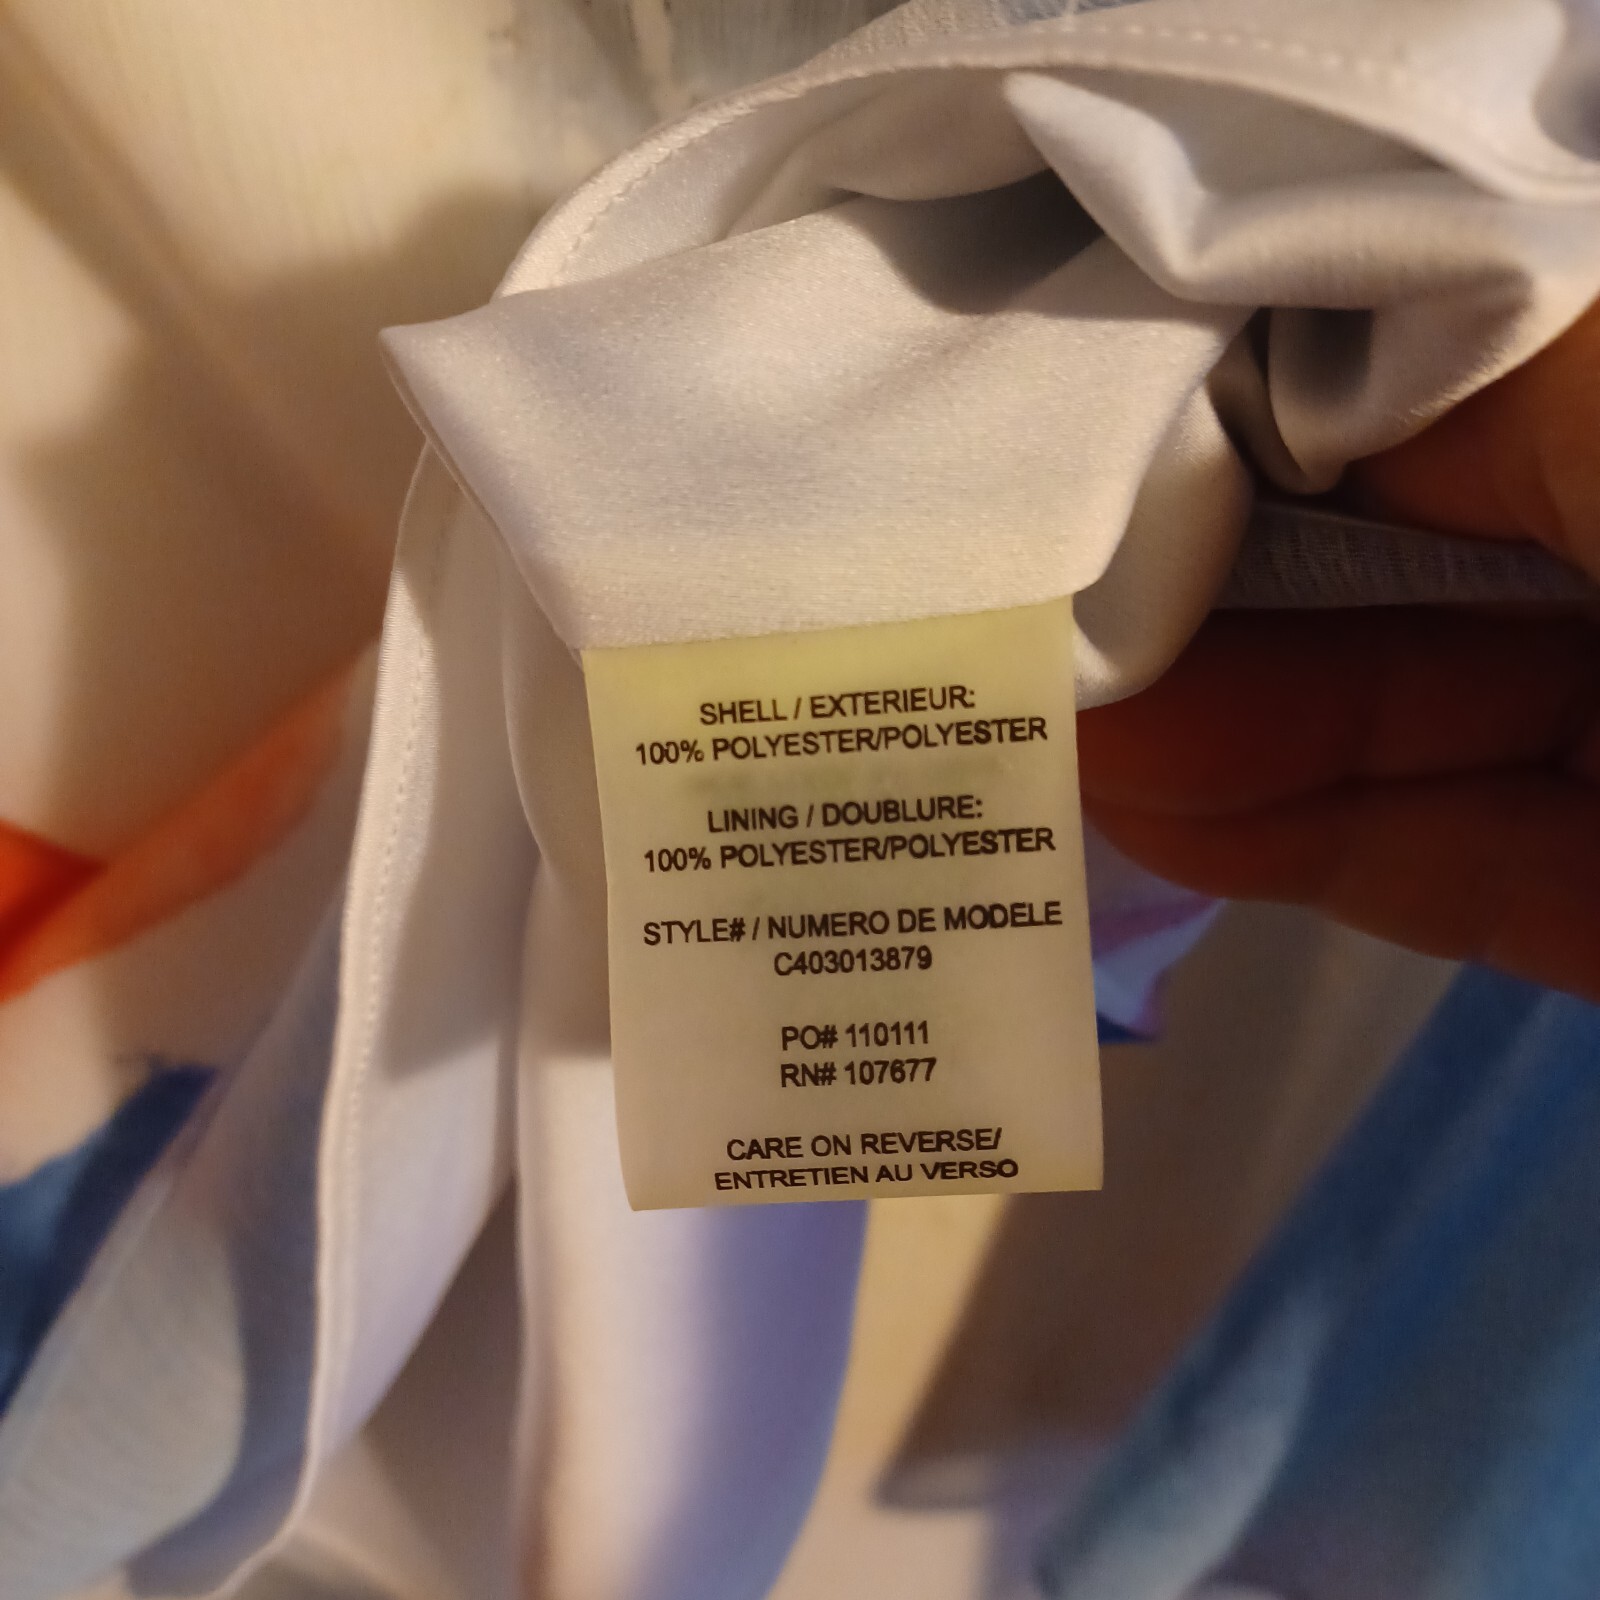 SHELL / EXTERIEUR:
100% POLYESTER/POLYESTER
LINING / DOUBLURE:
100% POLYESTER/POLYESTER
STYLE# / NUMERO DE MODELE
C403013879
PO# 110111
RN# 107677
CARE ON REVERSE/
ENTRETIEN AU VERSO